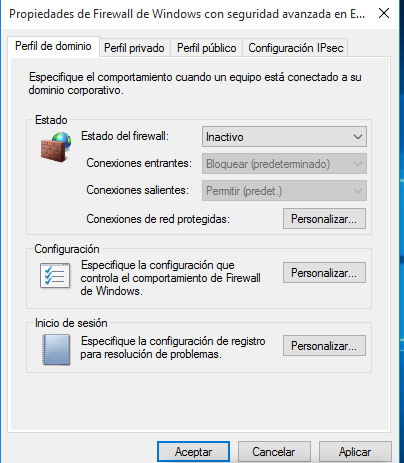 Propiedades de Firewall de Windows con seguridad avanzada en E...
Perfil de dominio Perfil privado Perfil público Configuración IPsec
Especifique el comportamiento cuando un equipo está conectado a su
dominio corporativo.
Estado
Estado del firewall: Inactivo
Conexiones entrantes: Bloquear (predeterminado)
Conexiones salientes: Permitir (predet.)
Conexiones de red protegidas: Personalizar...
Configuración
Especifique la configuración que
controla el comportamiento de Firewall
de Windows.
Personalizar...
Inicio de sesión
Especifique la configuración de registro
para resolución de problemas.
Personalizar...
Aceptar Cancelar Aplicar